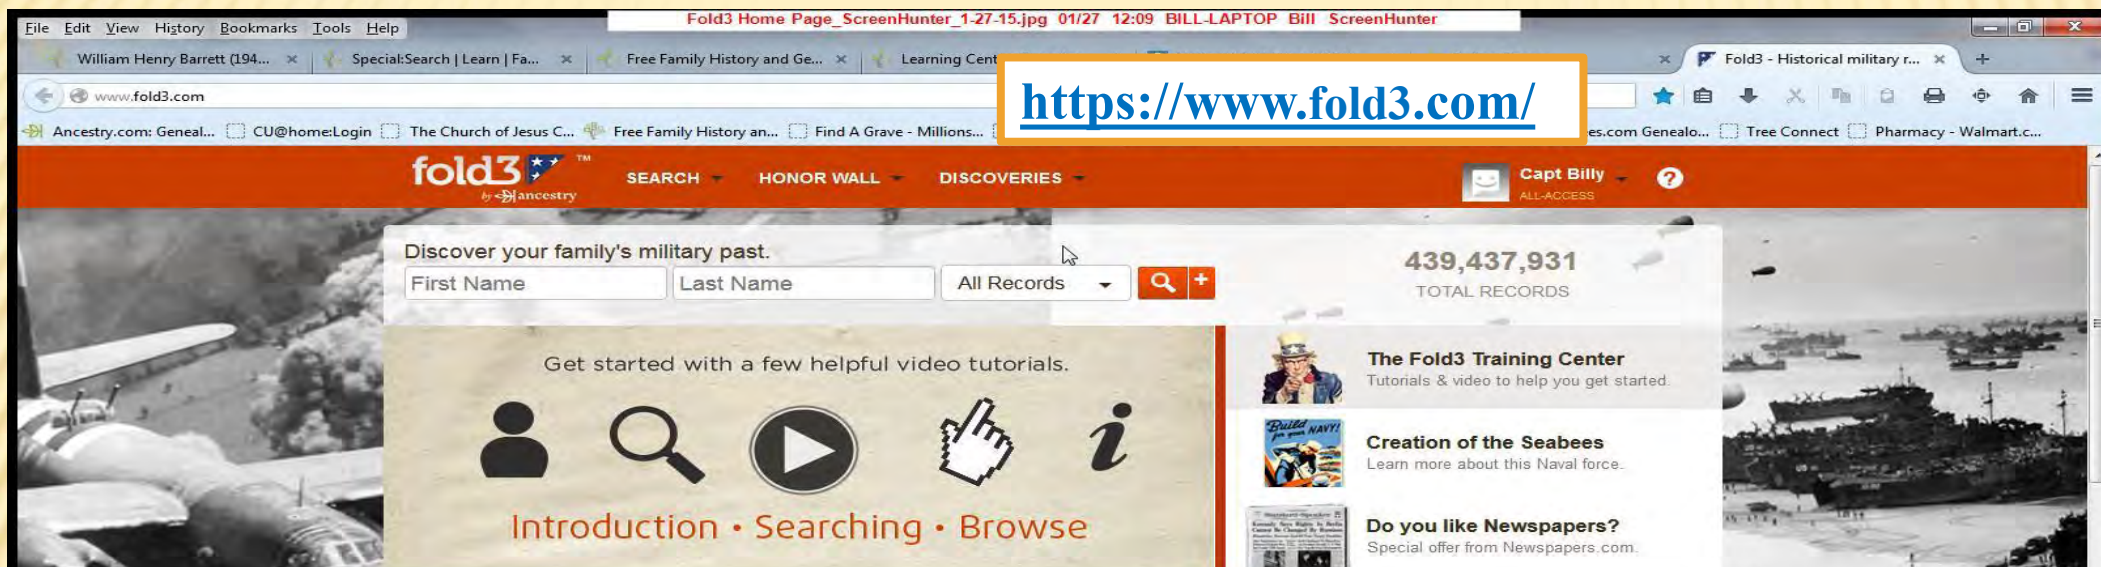 Fold3 Home Page_ScreenHunter_1-27-15.jpg 01/27 12:09 BILL-LAPTOP Bill ScreenHunter
File Edit View History Bookmarks Tools Help
William Henry Barrett (194... × Special:Search | Learn | Fa... × Free Family History and Ge... × Learning Cent × Fold3 - Historical military r... × +
www.fold3.com
https://www.fold3.com/
Ancestry.com: Geneal... CU@home:Login The Church of Jesus C... Free Family History an... Find A Grave - Millions... es.com Genealo... Tree Connect Pharmacy - Walmart.c...
fold3 ™
by ancestry
SEARCH HONOR WALL DISCOVERIES
Capt Billy ?
ALL-ACCESS
Discover your family's military past.
First Name Last Name All Records +
439,437,931
TOTAL RECORDS
Get started with a few helpful video tutorials.
i
Introduction • Searching • Browse
The Fold3 Training Center
Tutorials & video to help you get started.
Build for your NAVY!
Creation of the Seabees
Learn more about this Naval force.
Do you like Newspapers?
Special offer from Newspapers.com.